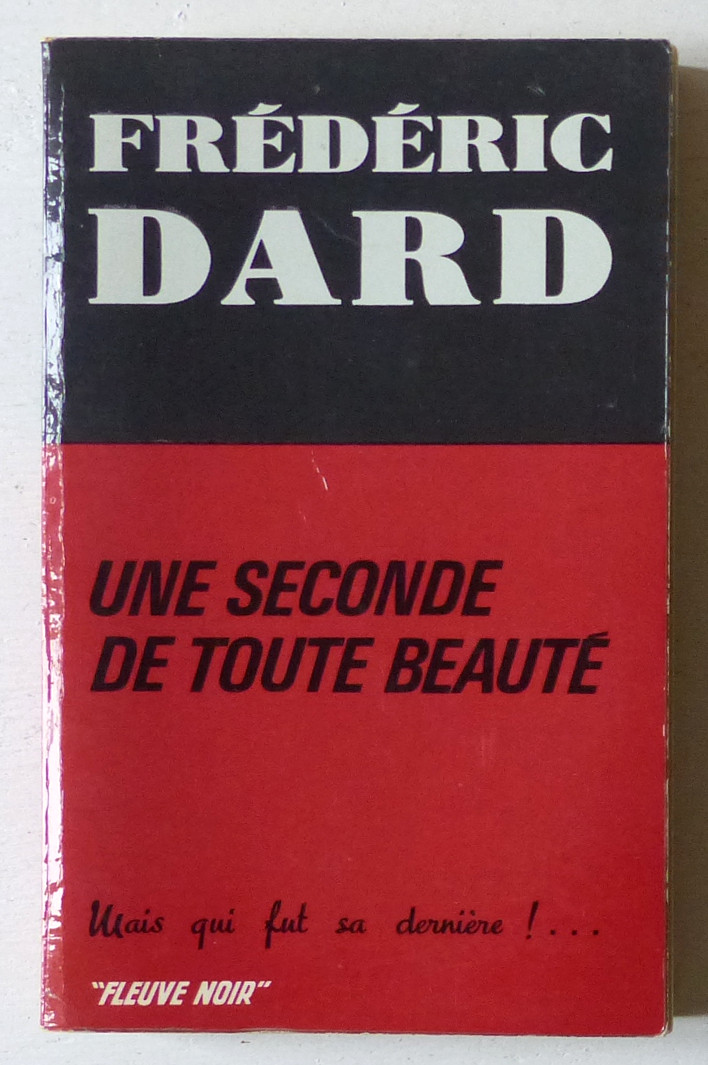 FRÉDÉRIC
DARD
UNE SECONDE
DE TOUTE BEAUTÉ
Mais qui fut sa dernière !...
"FLEUVE NOIR"